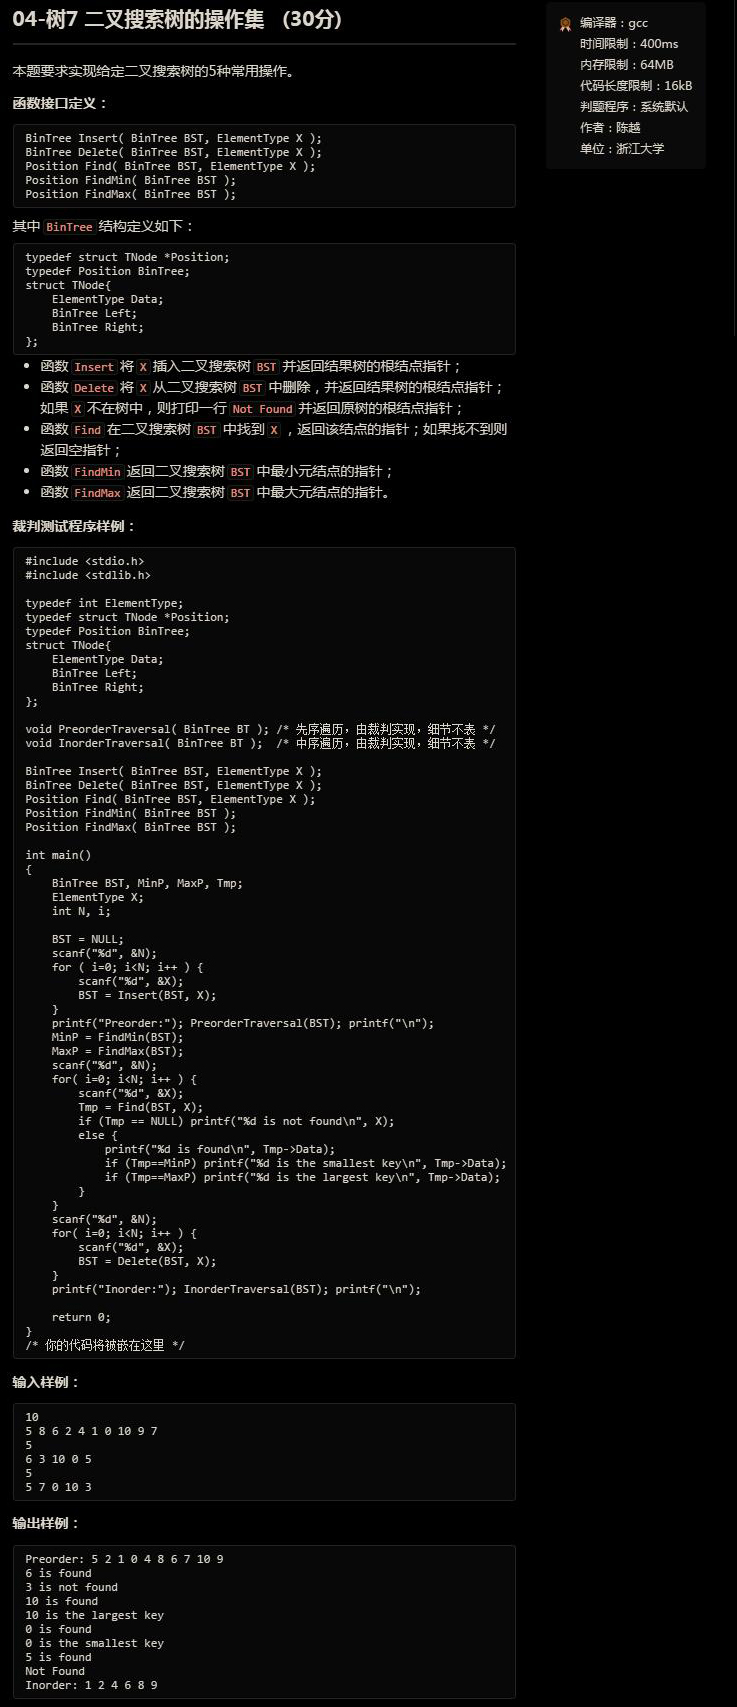 04-树7 二叉搜索树的操作集 (30分)
本题要求实现给定二叉搜索树的5种常用操作。
函数接口定义：
BinTree Insert( BinTree BST, ElementType X );
BinTree Delete( BinTree BST, ElementType X );
Position Find( BinTree BST, ElementType X );
Position FindMin( BinTree BST );
Position FindMax( BinTree BST );
其中 BinTree 结构定义如下：
typedef struct TNode *Position;
typedef Position BinTree;
struct TNode{
    ElementType Data;
    BinTree Left;
    BinTree Right;
};
• 函数 Insert 将 X 插入二叉搜索树 BST 并返回结果树的根结点指针；
• 函数 Delete 将 X 从二叉搜索树 BST 中删除，并返回结果树的根结点指针；
如果 X 不在树中，则打印一行 Not Found 并返回原树的根结点指针；
• 函数 Find 在二叉搜索树 BST 中找到 X ，返回该结点的指针；如果找不到则
返回空指针；
• 函数 FindMin 返回二叉搜索树 BST 中最小元结点的指针；
• 函数 FindMax 返回二叉搜索树 BST 中最大元结点的指针。
裁判测试程序样例：
#include <stdio.h>
#include <stdlib.h>
typedef int ElementType;
typedef struct TNode *Position;
typedef Position BinTree;
struct TNode{
    ElementType Data;
    BinTree Left;
    BinTree Right;
};
void PreorderTraversal( BinTree BT ); /* 先序遍历，由裁判实现，细节不表 */
void InorderTraversal( BinTree BT );  /* 中序遍历，由裁判实现，细节不表 */
BinTree Insert( BinTree BST, ElementType X );
BinTree Delete( BinTree BST, ElementType X );
Position Find( BinTree BST, ElementType X );
Position FindMin( BinTree BST );
Position FindMax( BinTree BST );
int main()
{
    BinTree BST, MinP, MaxP, Tmp;
    ElementType X;
    int N, i;
    BST = NULL;
    scanf("%d", &N);
    for ( i=0; i<N; i++ ) {
        scanf("%d", &X);
        BST = Insert(BST, X);
    }
    printf("Preorder:"); PreorderTraversal(BST); printf("\n");
    MinP = FindMin(BST);
    MaxP = FindMax(BST);
    scanf("%d", &N);
    for( i=0; i<N; i++ ) {
        scanf("%d", &X);
        Tmp = Find(BST, X);
        if (Tmp == NULL) printf("%d is not found\n", X);
        else {
            printf("%d is found\n", Tmp->Data);
            if (Tmp==MinP) printf("%d is the smallest key\n", Tmp->Data);
            if (Tmp==MaxP) printf("%d is the largest key\n", Tmp->Data);
        }
    }
    scanf("%d", &N);
    for( i=0; i<N; i++ ) {
        scanf("%d", &X);
        BST = Delete(BST, X);
    }
    printf("Inorder:"); InorderTraversal(BST); printf("\n");
    return 0;
}
/* 你的代码将被嵌在这里 */
输入样例：
10
5 8 6 2 4 1 0 10 9 7
5
6 3 10 0 5
5
5 7 0 10 3
输出样例：
Preorder: 5 2 1 0 4 8 6 7 10 9
6 is found
3 is not found
10 is found
10 is the largest key
0 is found
0 is the smallest key
5 is found
Not Found
Inorder: 1 2 4 6 8 9
编译器：gcc
时间限制：400ms
内存限制：64MB
代码长度限制：16kB
判题程序：系统默认
作者：陈越
单位：浙江大学